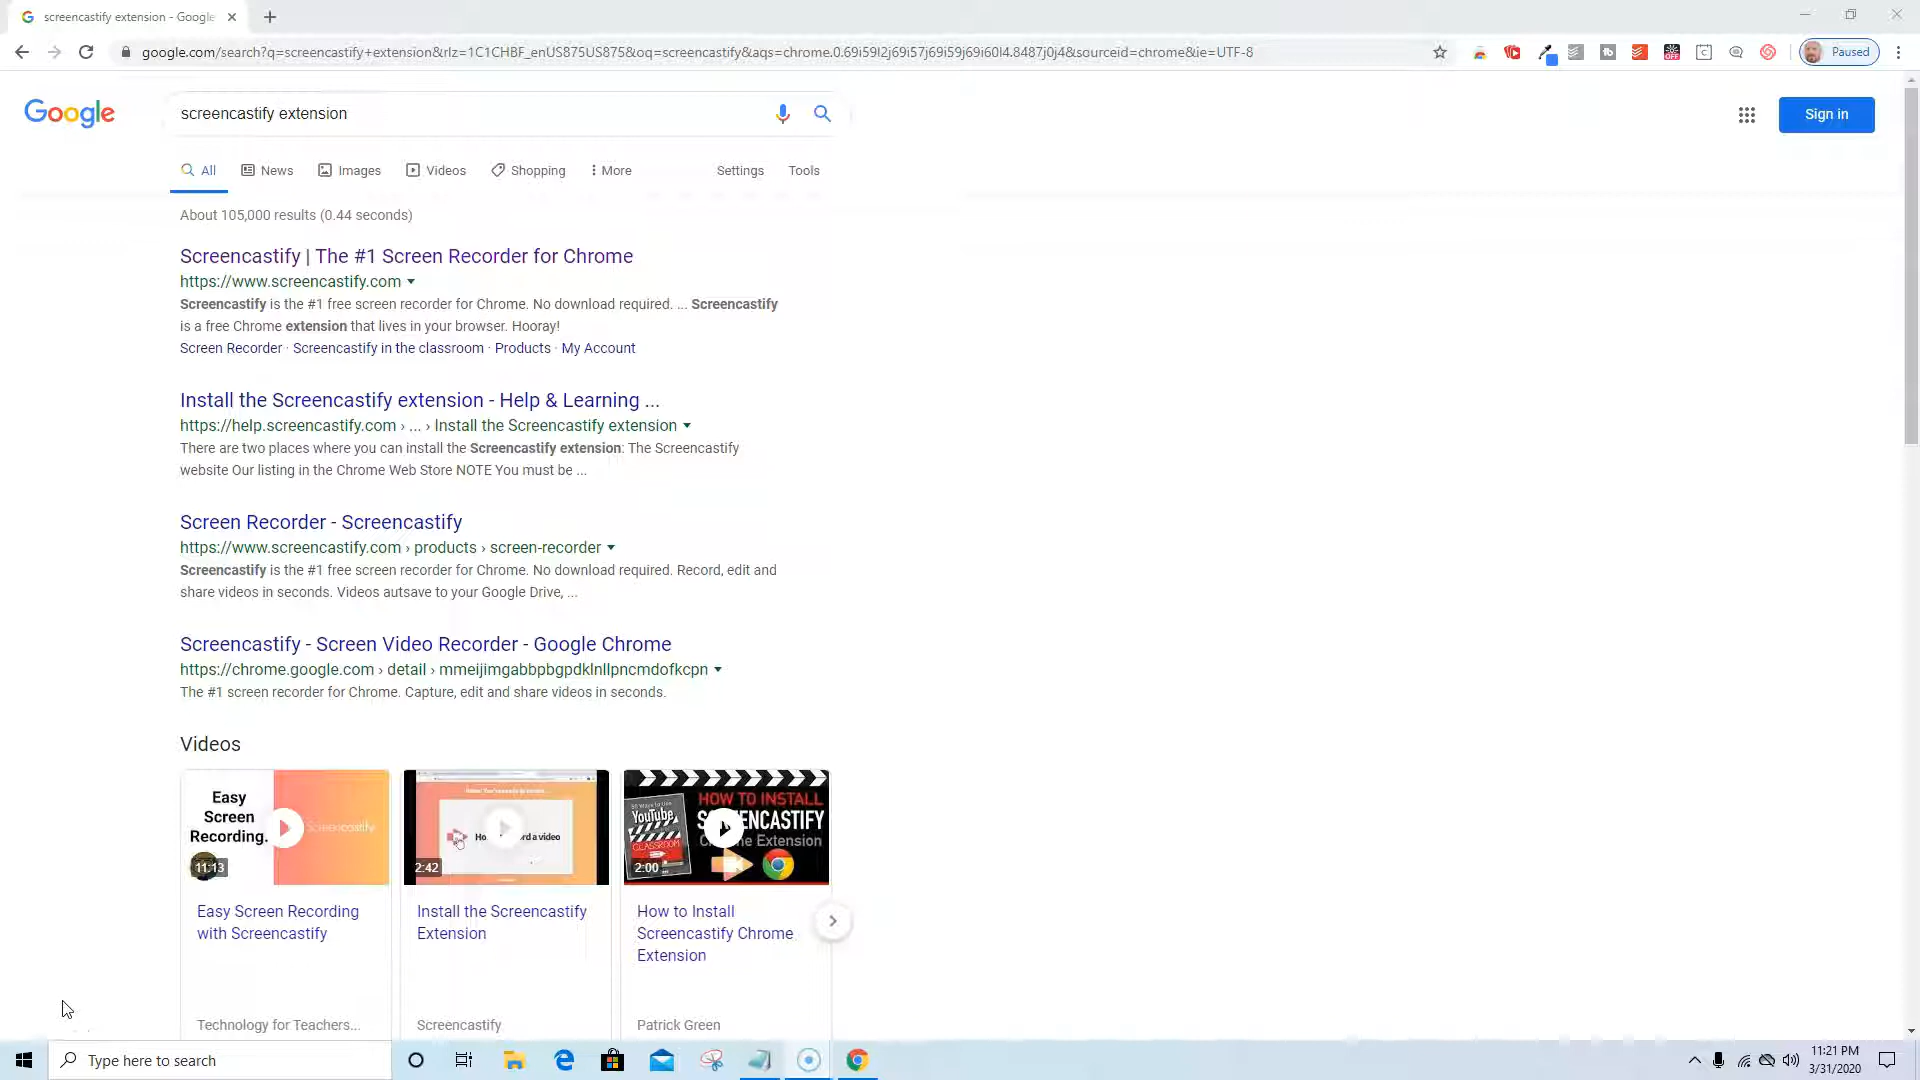 screencastify extension - Google
google.com/search?q=screencastify+extension&rlz=1C1CHBF_enUS875US875&oq=screencastify&aqs=chrome.0.69i59l2j69i57j69i59j69i60l4.8487j0j4&sourceid=chrome&ie=UTF-8
Paused
Google
screencastify extension
Sign in
All News Images Videos Shopping More Settings Tools
About 105,000 results (0.44 seconds)
Screencastify | The #1 Screen Recorder for Chrome
https://www.screencastify.com
Screencastify is the #1 free screen recorder for Chrome. No download required. ... Screencastify
is a free Chrome extension that lives in your browser. Hooray!
Screen Recorder · Screencastify in the classroom · Products · My Account
Install the Screencastify extension - Help & Learning ...
https://help.screencastify.com › ... › Install the Screencastify extension
There are two places where you can install the Screencastify extension: The Screencastify
website Our listing in the Chrome Web Store NOTE You must be ...
Screen Recorder - Screencastify
https://www.screencastify.com › products › screen-recorder
Screencastify is the #1 free screen recorder for Chrome. No download required. Record, edit and
share videos in seconds. Videos autsave to your Google Drive, ...
Screencastify - Screen Video Recorder - Google Chrome
https://chrome.google.com › detail › mmeijimgabbpbgpdklnllpncmdofkcpn
The #1 screen recorder for Chrome. Capture, edit and share videos in seconds.
Videos
Easy
Screen
Recording.
Screencastify
11:13
2:42
YouTube
CLASSROOM
HOW TO INSTALL
SCREENCASTIFY
Chrome Extension
2:00
Easy Screen Recording
with Screencastify
Install the Screencastify
Extension
How to Install
Screencastify Chrome
Extension
Technology for Teachers...
Screencastify
Patrick Green
Type here to search
11:21 PM
3/31/2020